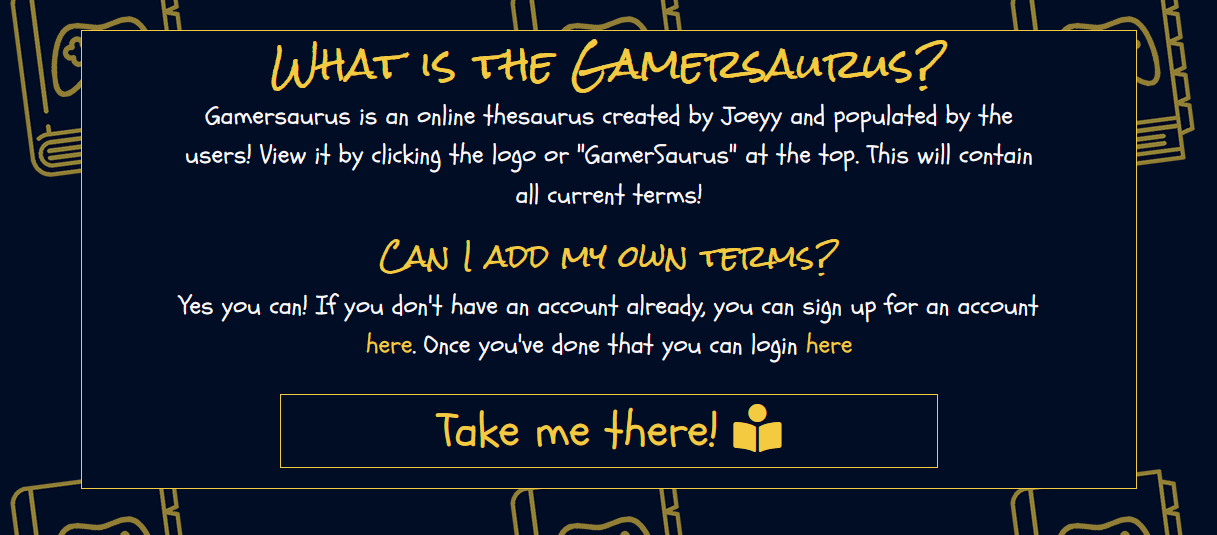 What is the Gamersaurus?
Gamersaurus is an online thesaurus created by Joeyy and populated by the
users! View it by clicking the logo or "GamerSaurus" at the top. This will contain
all current terms!
Can I add my own terms?
Yes you can! If you don't have an account already, you can sign up for an account
here. Once you've done that you can login here
Take me there!